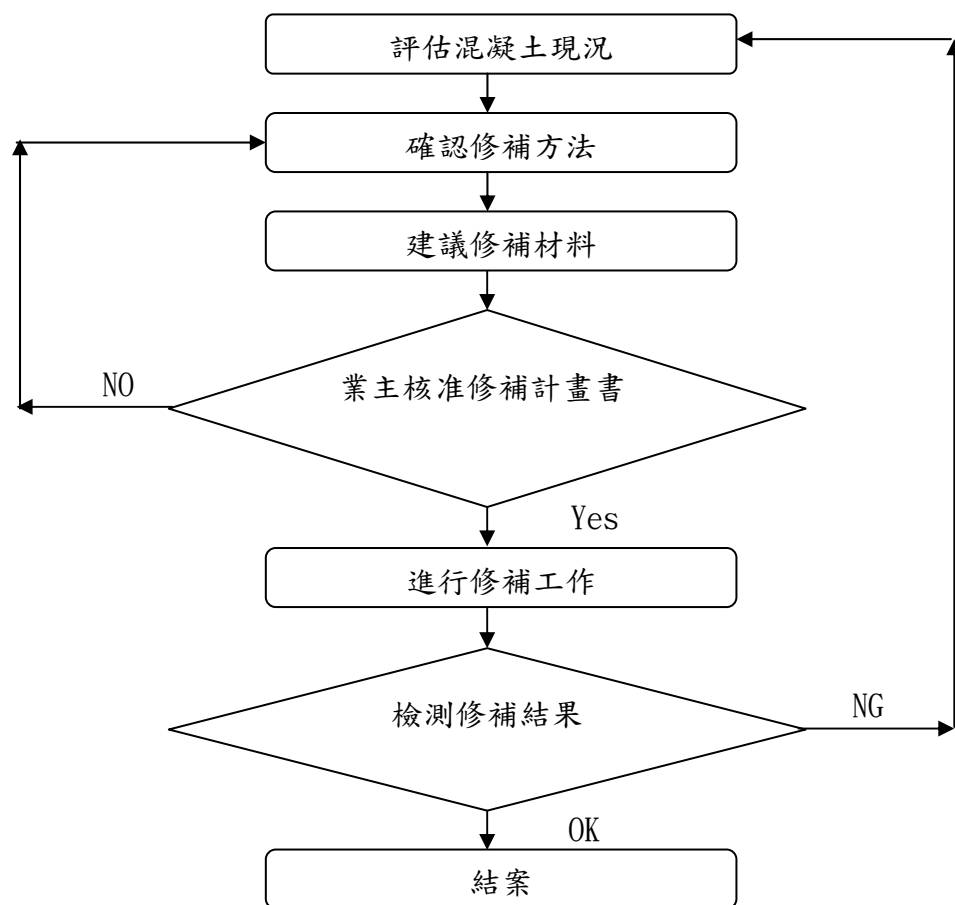 評估混凝土現況
確認修補方法
建議修補材料
業主核准修補計畫書
NO
Yes
進行修補工作
檢測修補結果
NG
OK
結案